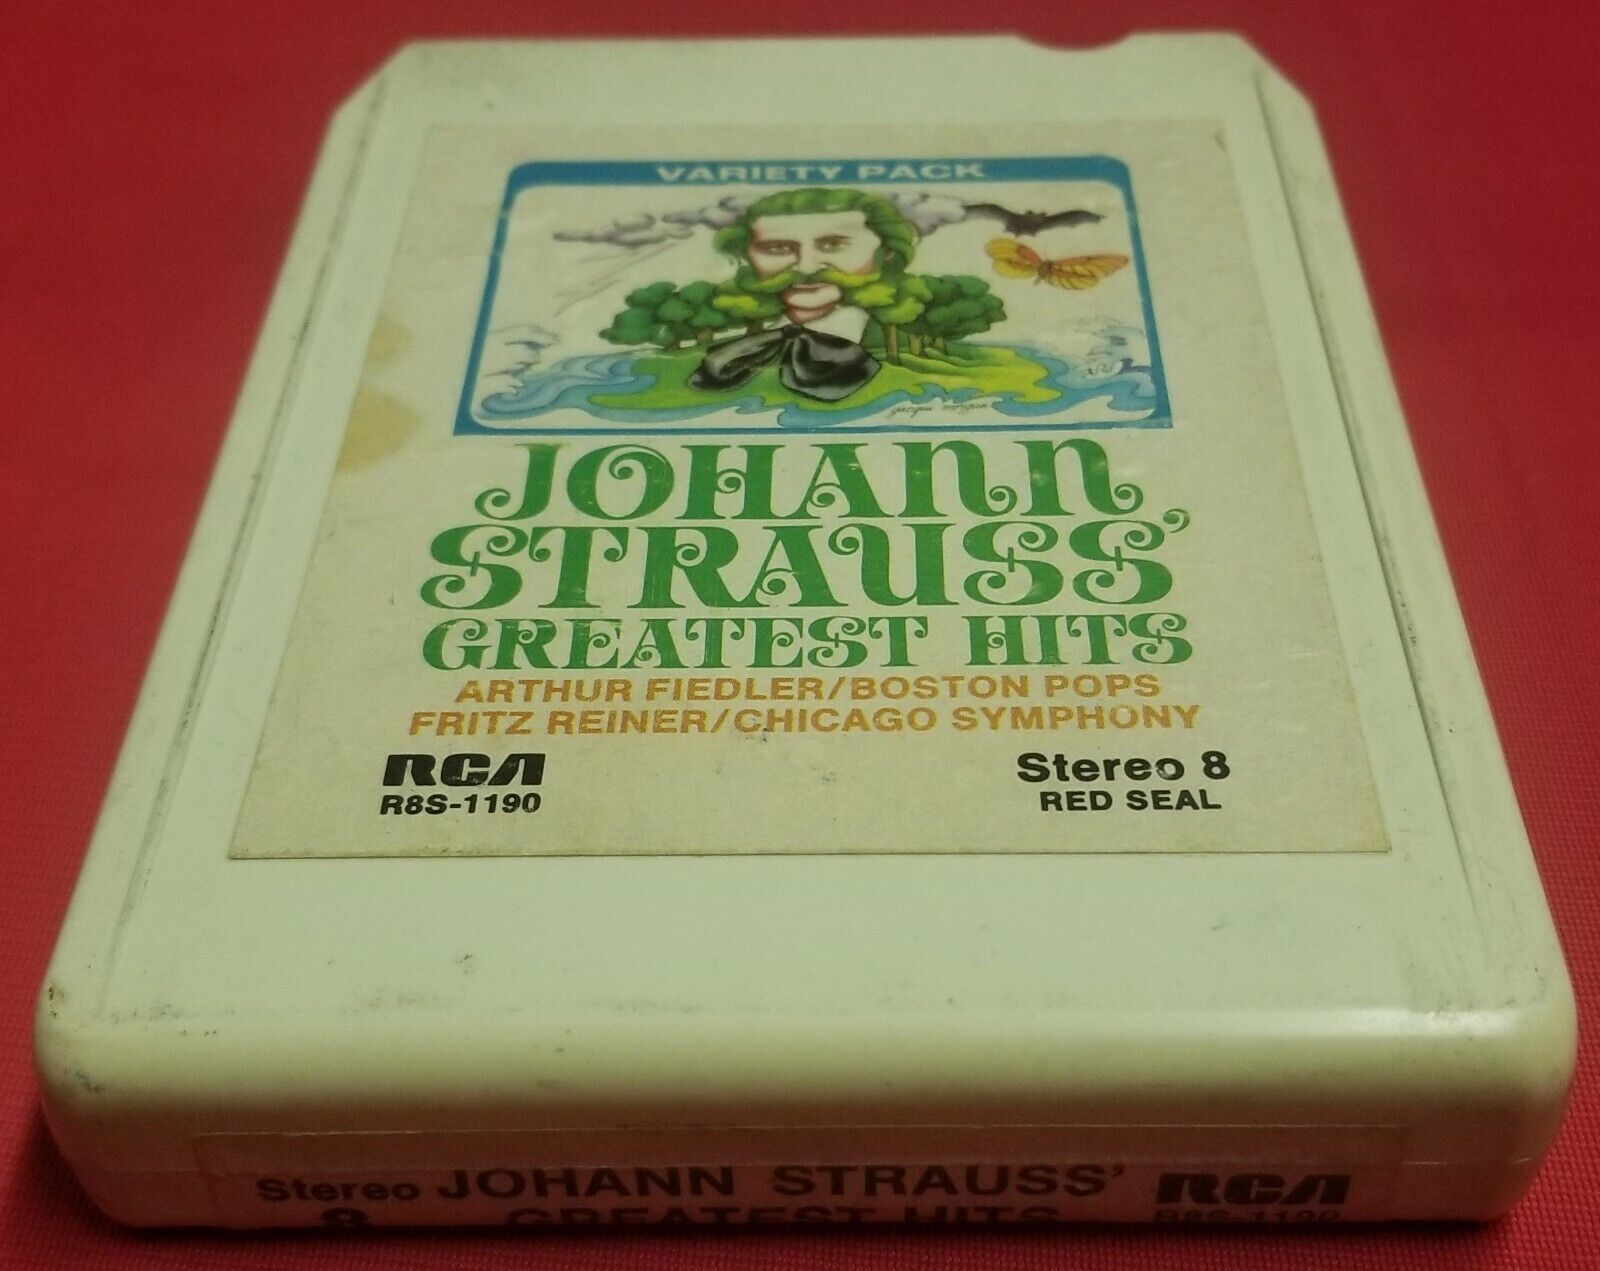 VARIETY PACK
JOHANN
STRAUSS'
GREATEST HITS
ARTHUR FIEDLER/BOSTON POPS
FRITZ REINER/CHICAGO SYMPHONY
RCA
R8S-1190
Stereo 8
RED SEAL
Stereo JOHANN STRAUSS' RCA
8 GREATEST HITS R8S-1190